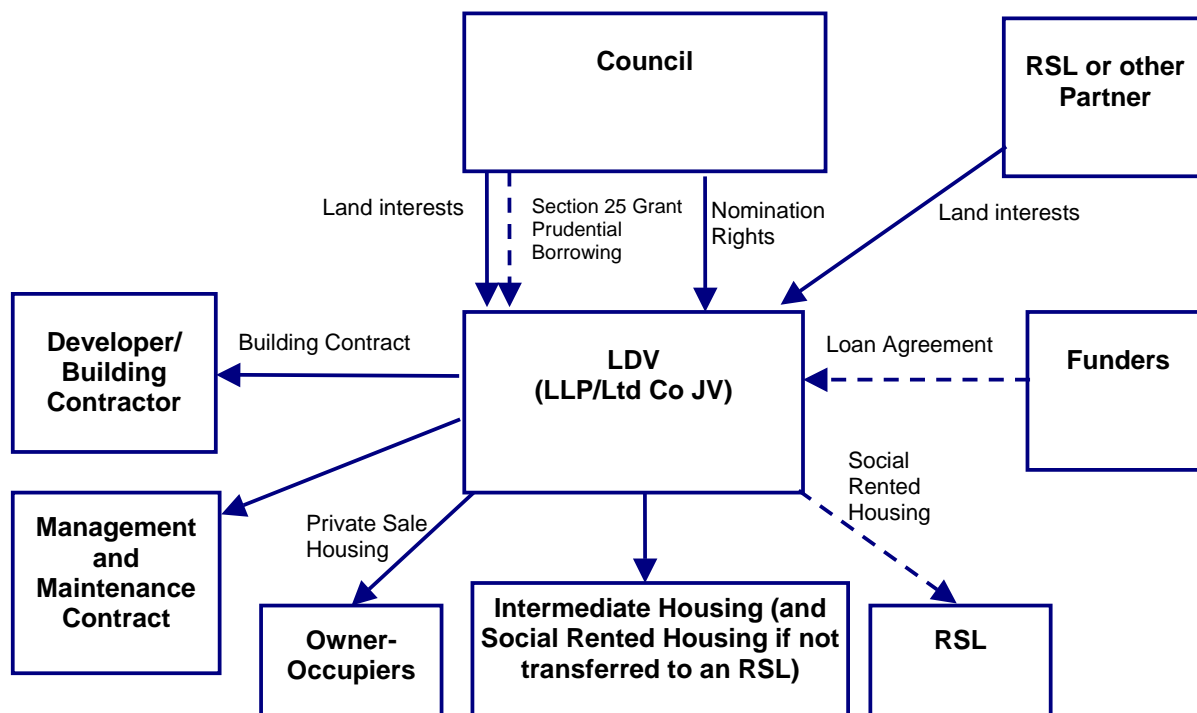 Council
RSL or other
Partner
Land interests
Section 25 Grant
Prudential
Borrowing
Nomination
Rights
Land interests
Developer/
Building
Contractor
Building Contract
LDV
(LLP/Ltd Co JV)
Loan Agreement
Funders
Management
and
Maintenance
Contract
Private Sale
Housing
Social
Rented
Housing
Owner-
Occupiers
Intermediate Housing (and
Social Rented Housing if not
transferred to an RSL)
RSL